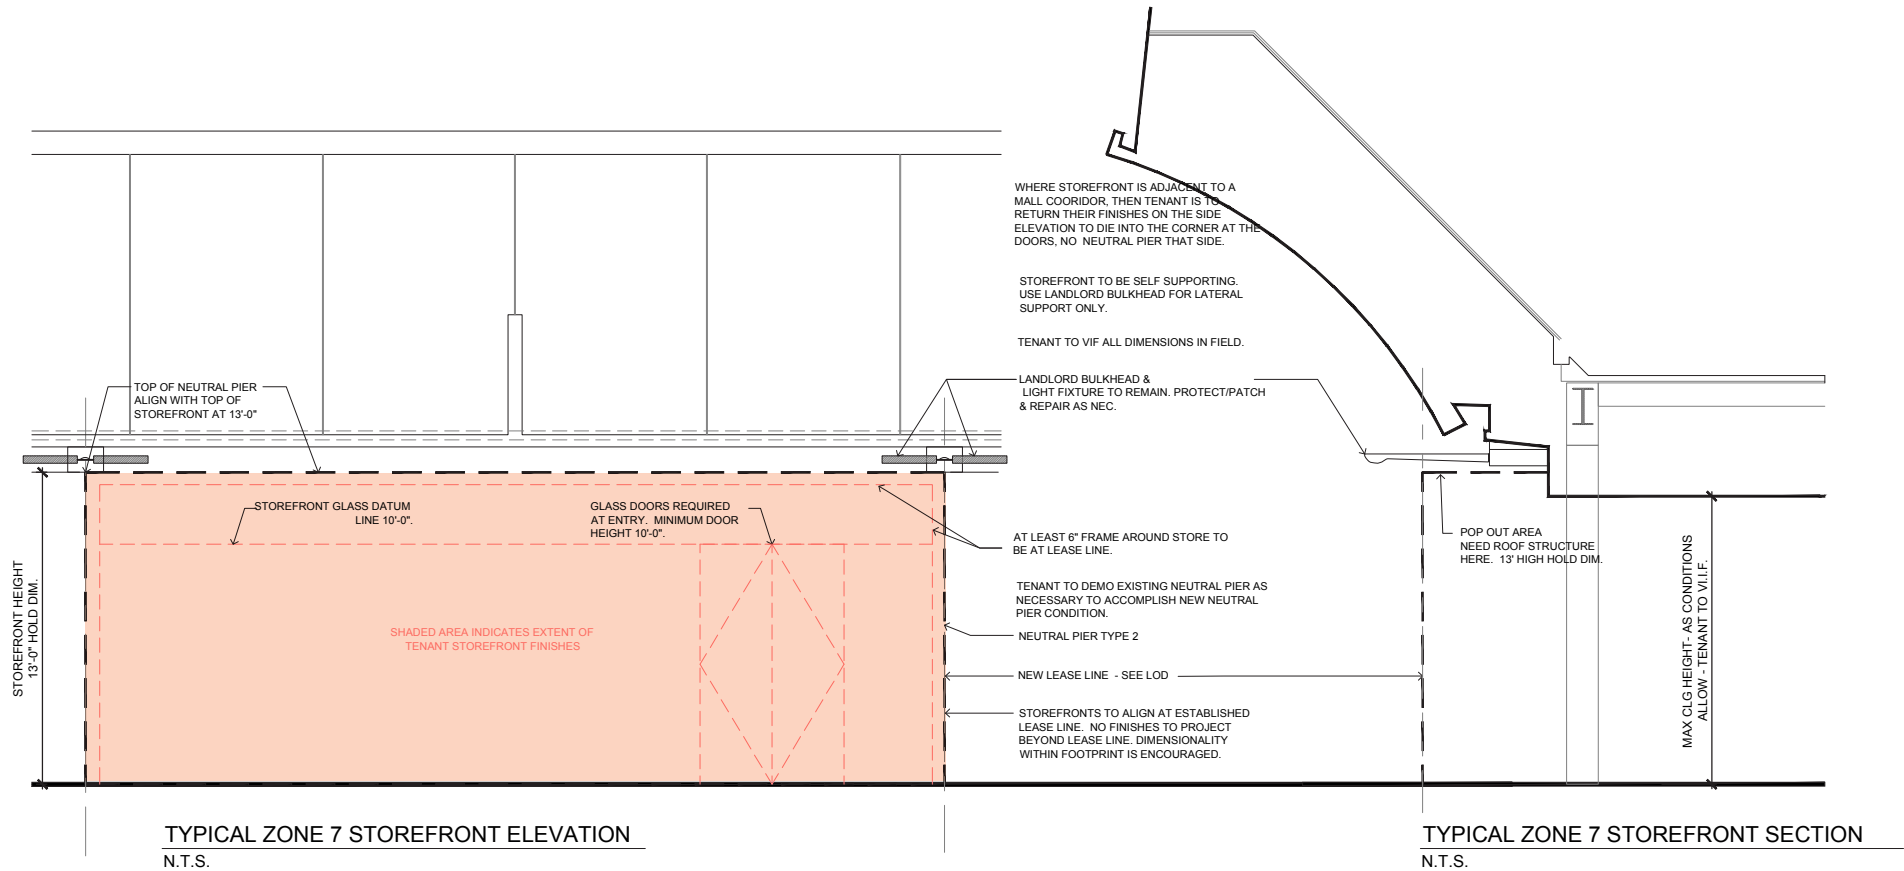 WHERE STOREFRONT IS ADJACENT TO A
MALL COORIDOR, THEN TENANT IS TO
RETURN THEIR FINISHES ON THE SIDE
ELEVATION TO DIE INTO THE CORNER AT THE
DOORS, NO NEUTRAL PIER THAT SIDE.
STOREFRONT TO BE SELF SUPPORTING.
USE LANDLORD BULKHEAD FOR LATERAL
SUPPORT ONLY.
TENANT TO VIF ALL DIMENSIONS IN FIELD.
TOP OF NEUTRAL PIER
ALIGN WITH TOP OF
STOREFRONT AT 13'-0"
LANDLORD BULKHEAD &
LIGHT FIXTURE TO REMAIN. PROTECT/PATCH
& REPAIR AS NEC.
STOREFRONT GLASS DATUM
LINE 10'-0".
GLASS DOORS REQUIRED
AT ENTRY. MINIMUM DOOR
HEIGHT 10'-0".
AT LEAST 6" FRAME AROUND STORE TO
BE AT LEASE LINE.
POP OUT AREA
NEED ROOF STRUCTURE
HERE. 13' HIGH HOLD DIM.
STOREFRONT HEIGHT
13'-0" HOLD DIM.
SHADED AREA INDICATES EXTENT OF
TENANT STOREFRONT FINISHES
TENANT TO DEMO EXISTING NEUTRAL PIER AS
NECESSARY TO ACCOMPLISH NEW NEUTRAL
PIER CONDITION.
NEUTRAL PIER TYPE 2
NEW LEASE LINE - SEE LOD
STOREFRONTS TO ALIGN AT ESTABLISHED
LEASE LINE. NO FINISHES TO PROJECT
BEYOND LEASE LINE. DIMENSIONALITY
WITHIN FOOTPRINT IS ENCOURAGED.
MAX CLG HEIGHT - AS CONDITIONS
ALLOW - TENANT TO V.I.F.
TYPICAL ZONE 7 STOREFRONT ELEVATION
N.T.S.
TYPICAL ZONE 7 STOREFRONT SECTION
N.T.S.